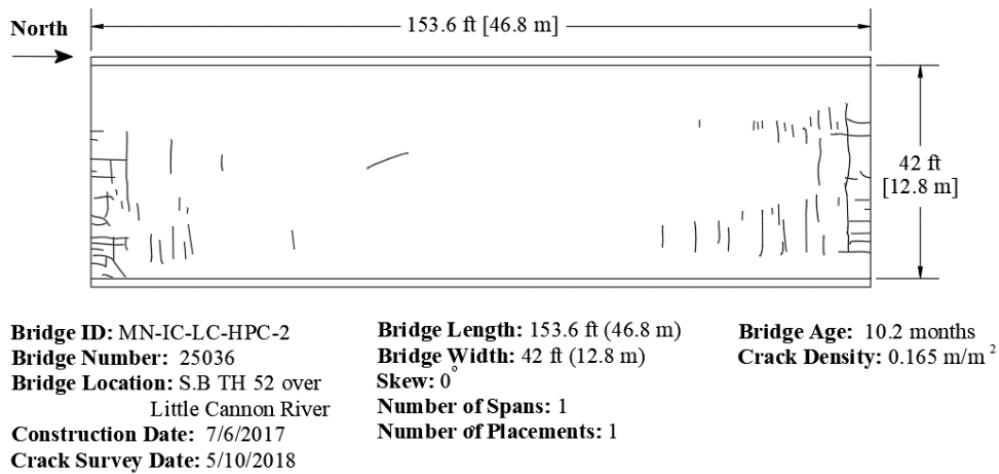 North
153.6 ft [46.8 m]
42 ft
[12.8 m]
Bridge ID: MN-IC-LC-HPC-2
Bridge Number: 25036
Bridge Location: S.B TH 52 over
Little Cannon River
Construction Date: 7/6/2017
Crack Survey Date: 5/10/2018
Bridge Length: 153.6 ft (46.8 m)
Bridge Width: 42 ft (12.8 m)
Skew: 0°
Number of Spans: 1
Number of Placements: 1
Bridge Age: 10.2 months
Crack Density: 0.165 m/m²